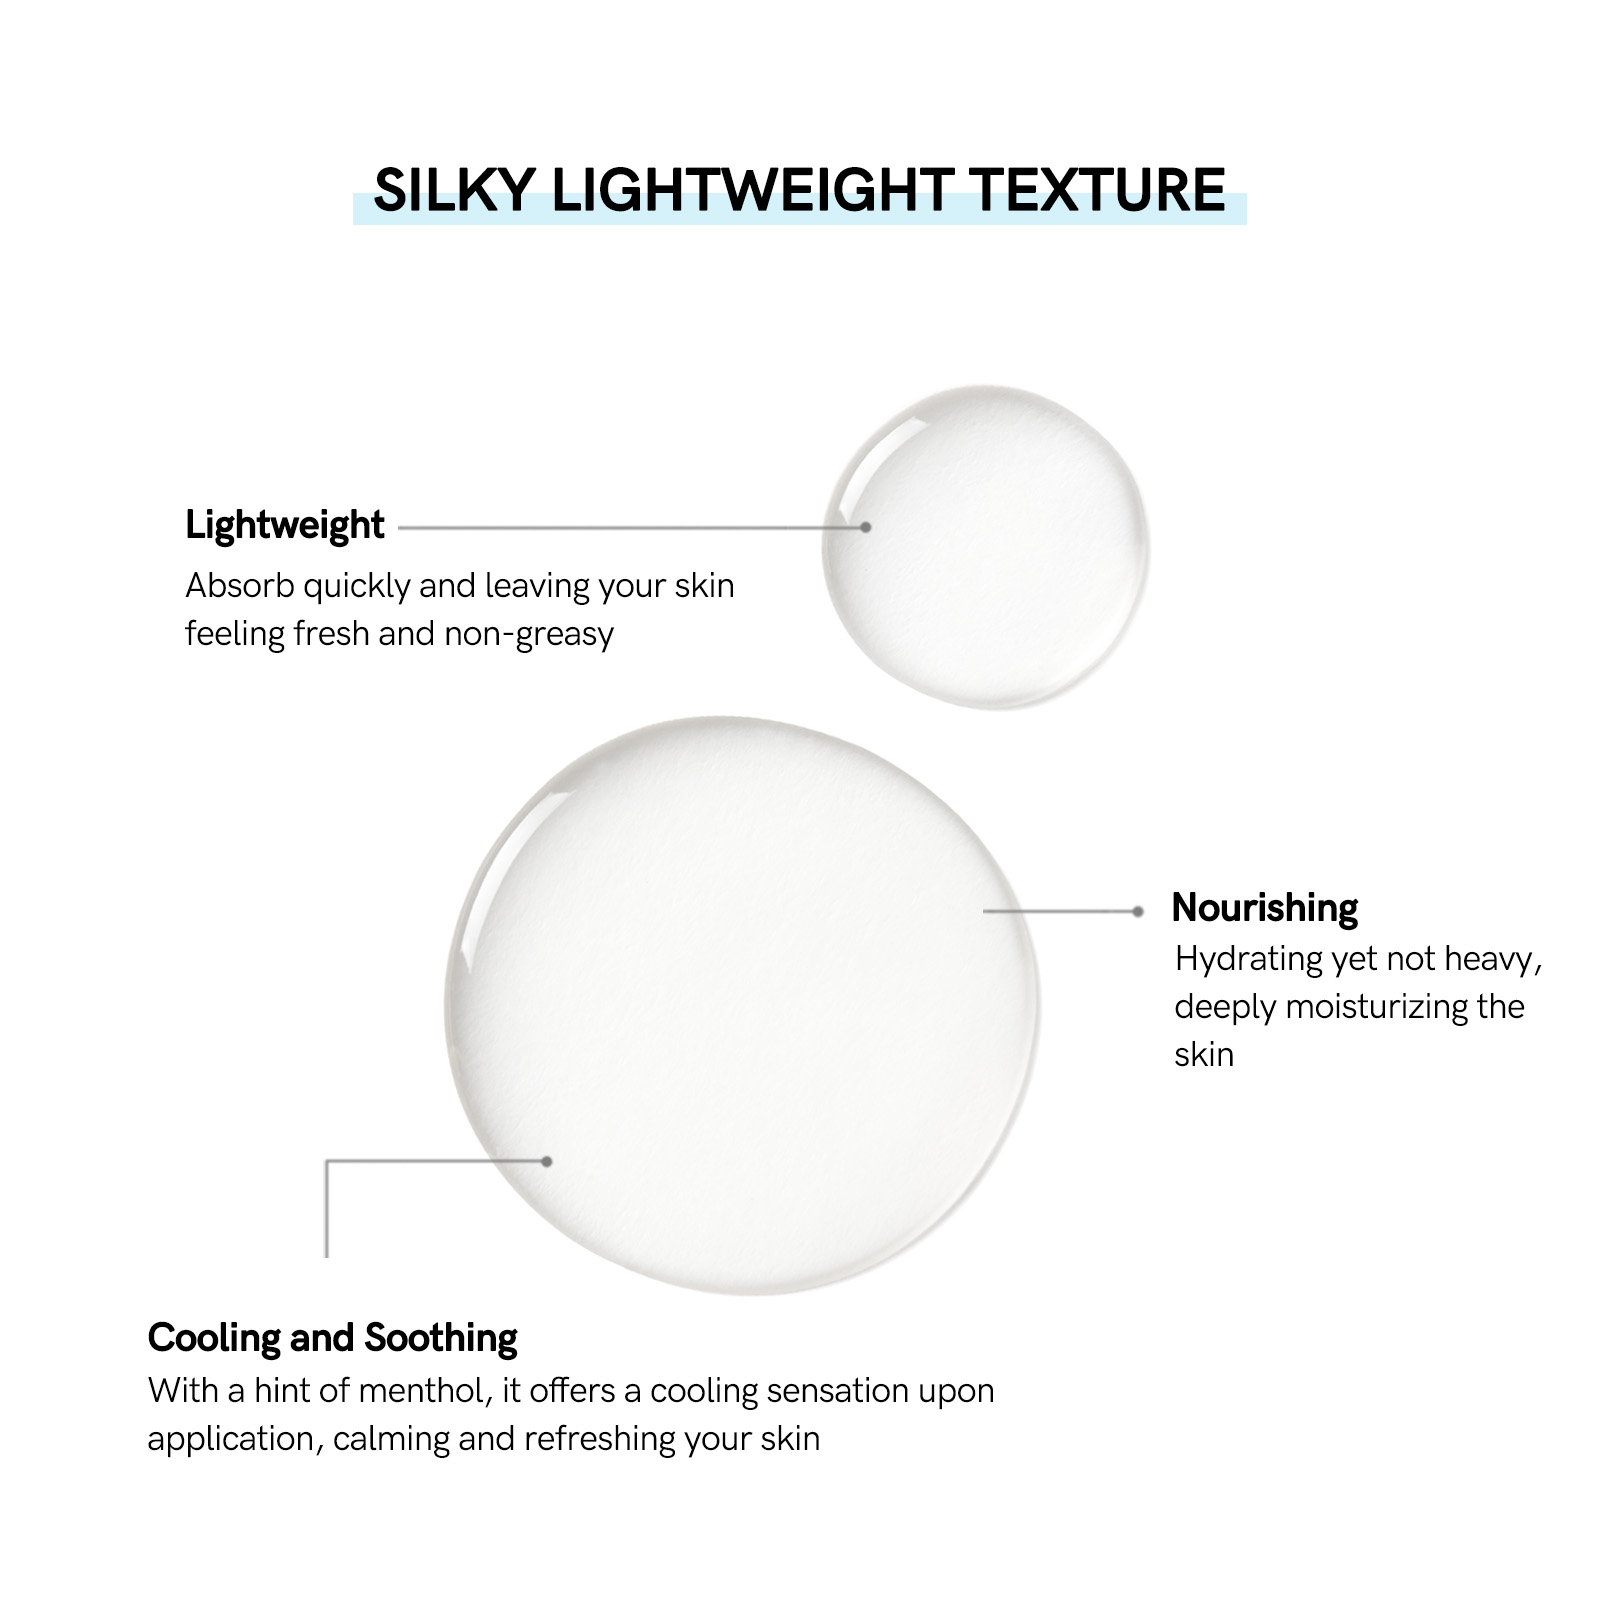 SILKY LIGHTWEIGHT TEXTURE
Lightweight
Absorb quickly and leaving your skin
feeling fresh and non-greasy
Nourishing
Hydrating yet not heavy,
deeply moisturizing the
skin
Cooling and Soothing
With a hint of menthol, it offers a cooling sensation upon
application, calming and refreshing your skin